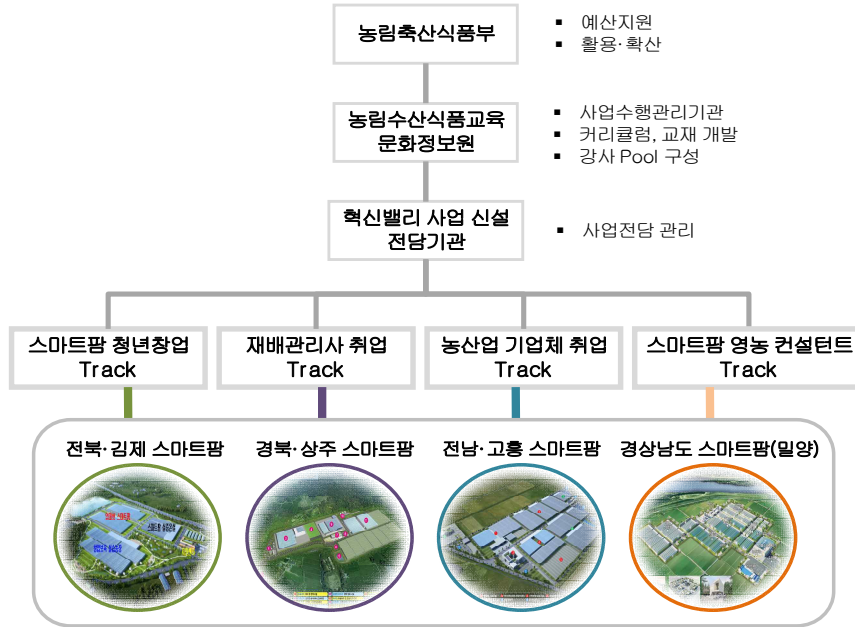 농림축산식품부
▪ 예산지원
▪ 활용·확산
농림수산식품교육
문화정보원
▪ 사업수행관리기관
▪ 커리큘럼, 교재 개발
▪ 강사 Pool 구성
혁신밸리 사업 신설
전담기관
▪ 사업전담 관리
스마트팜 청년창업
Track
재배관리사 취업
Track
농산업 기업체 취업
Track
스마트팜 영농 컨설턴트
Track
전북·김제 스마트팜
경북·상주 스마트팜
전남·고흥 스마트팜
경상남도 스마트팜(밀양)